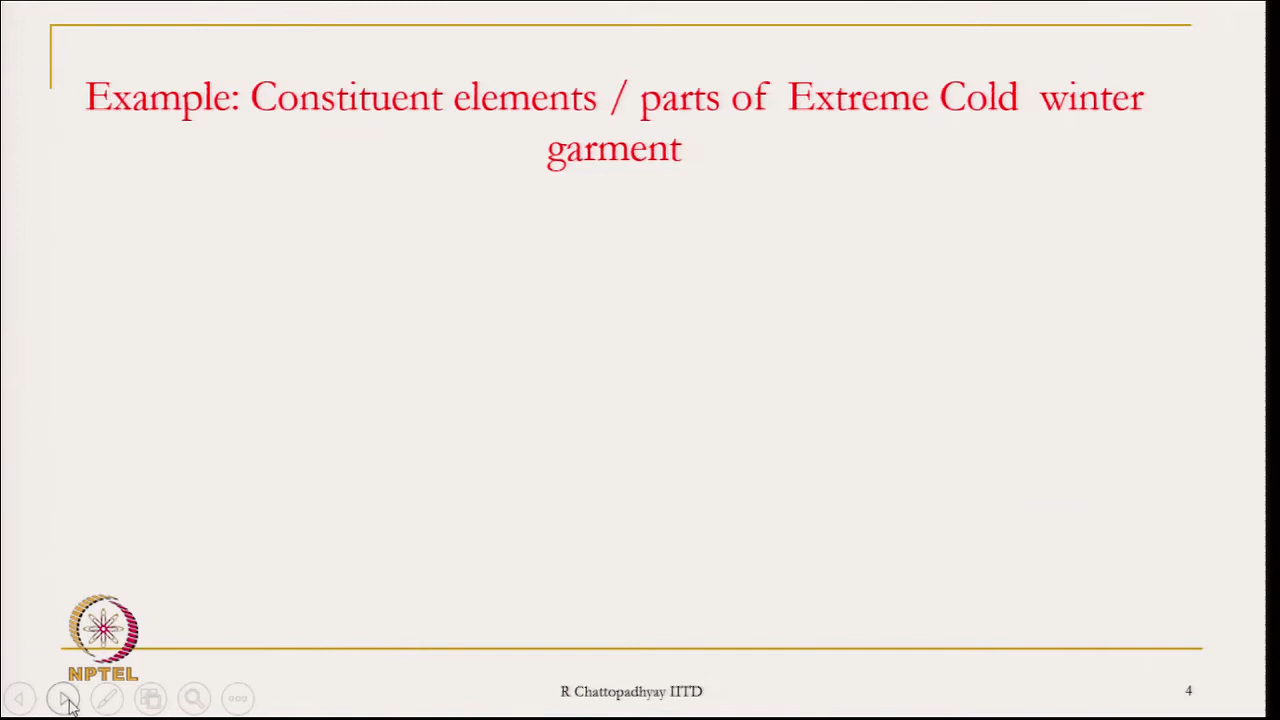 Example: Constituent elements / parts of Extreme Cold winter
garment
NPTEL
R Chattopadhyay IITD
4